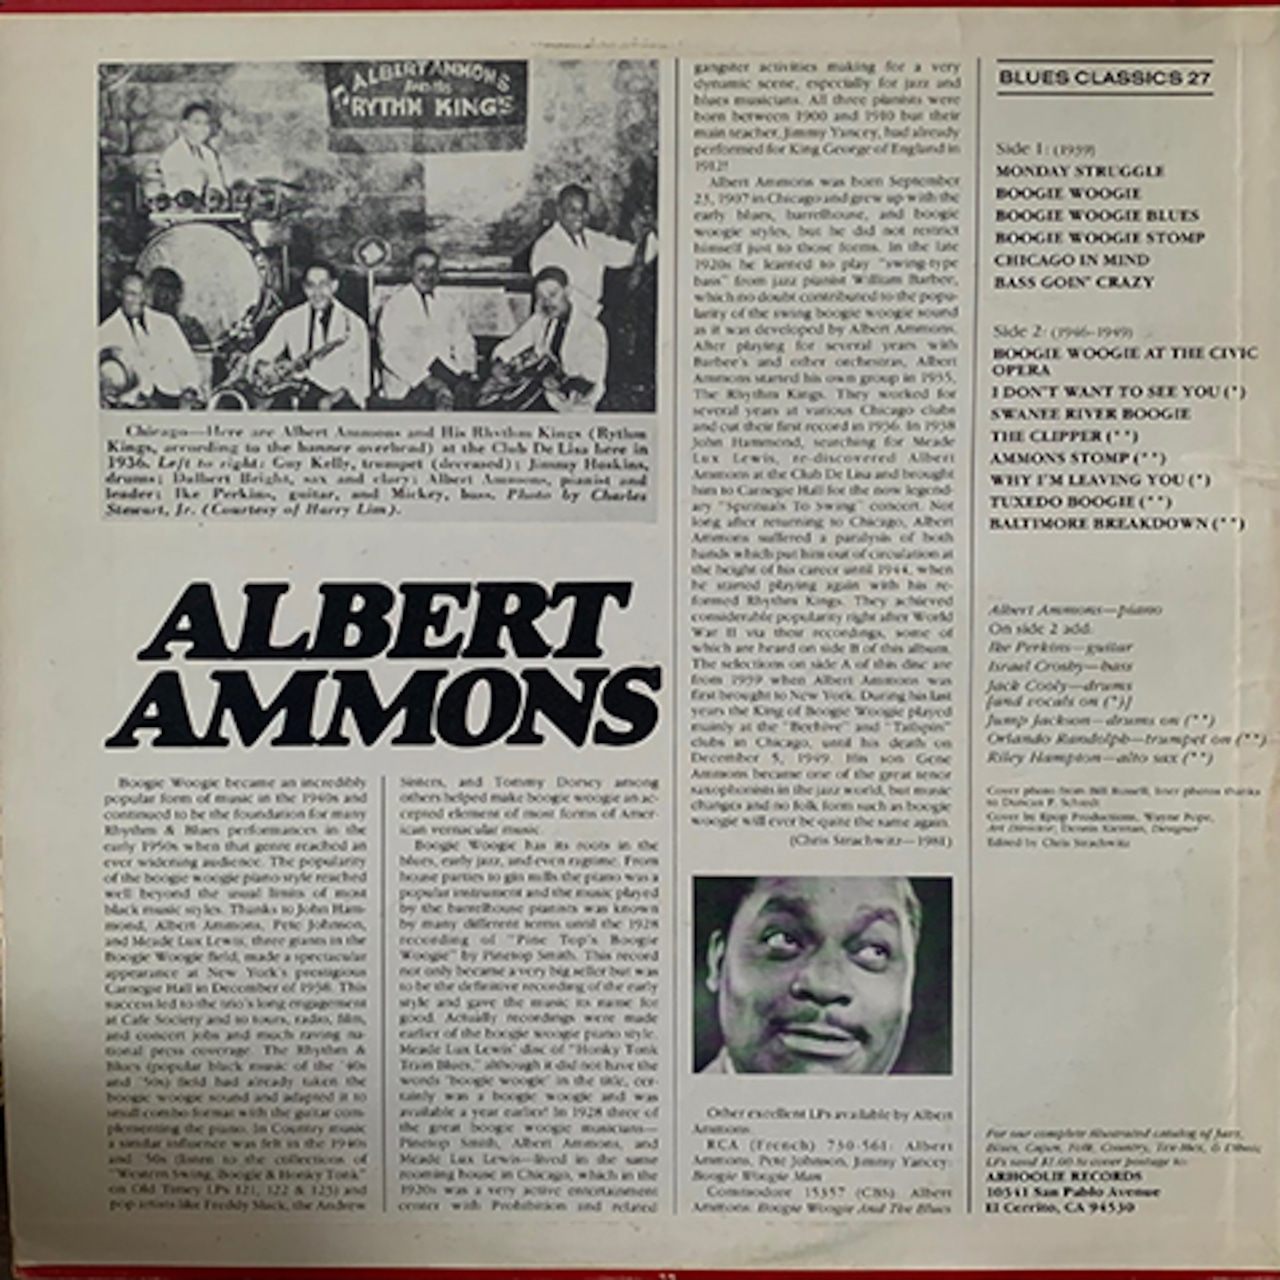 ALBERT AMMONS
and his
RYTHM KINGS
Chicago—Here are Albert Ammons and His Rhythm Kings (Rythm
Kings, according to the banner overhead) at the Club De Lisa here in
1936. Left to right: Guy Kelly, trumpet (deceased); Jimmy Hoskins,
drums; Dalbert Bright, sax and clary; Albert Ammons, pianist and
leader; Ike Perkins, guitar, and Mickey, bass. Photo by Charles
Stewart, Jr. (Courtesy of Harry Lim).
ALBERT
AMMONS
Boogie Woogie became an incredibly
popular form of music in the 1940s and
continued to be the foundation for many
Rhythm & Blues performances in the
early 1950s when that genre reached an
ever widening audience. The popularity
of the boogie woogie piano style reached
well beyond the usual limits of most
black music styles. Thanks to John Ham-
mond, Albert Ammons, Pete Johnson,
and Meade Lux Lewis, three giants in the
Boogie Woogie field, made a spectacular
appearance at New York's prestigious
Carnegie Hall in December of 1938. This
success led to the trio's long engagement
at Cafe Society and to tours, radio, film,
and concert jobs and much raving na-
tional press coverage. The Rhythm &
Blues (popular black music of the '40s
and '50s) field had already taken the
boogie woogie sound and adapted it to
small combo format with the guitar com-
plementing the piano. In Country music
a similar influence was felt in the 1940s
and '50s (listen to the collections of
"Western Swing, Boogie & Honky Tonk"
on Old Timey LPs 121, 122 & 123) and
pop artists like Freddy Slack, the Andrew
Sisters, and Tommy Dorsey among
others helped make boogie woogie an ac-
cepted element of most forms of Amer-
ican vernacular music.
Boogie Woogie has its roots in the
blues, early jazz, and even ragtime. From
house parties to gin mills the piano was a
popular instrument and the music played
by the barrelhouse pianists was known
by many different terms until the 1928
recording of "Pine Top's Boogie
Woogie" by Pinetop Smith. This record
not only became a very big seller but was
to be the definitive recording of the early
style and gave the music its name for
good. Actually recordings were made
earlier of the boogie woogie piano style.
Meade Lux Lewis' disc of "Honky Tonk
Train Blues," although it did not have the
words "boogie woogie" in the title, cer-
tainly was a boogie woogie and was
available a year earlier! In 1928 three of
the great boogie woogie musicians—
Pinetop Smith, Albert Ammons, and
Meade Lux Lewis—lived in the same
rooming house in Chicago, which in the
1920s was a very active entertainment
center with Prohibition and related
gangster activities making for a very
dynamic scene, especially for jazz and
blues musicians. All three pianists were
born between 1900 and 1910 but their
main teacher, Jimmy Yancey, had already
performed for King George of England in
1912!
Albert Ammons was born September
23, 1907 in Chicago and grew up with the
early blues, barrelhouse, and boogie
woogie styles, but he did not restrict
himself just to those forms. In the late
1920s he learned to play "swing-type
bass" from jazz pianist William Barbee,
which no doubt contributed to the popu-
larity of the swing boogie woogie sound
as it was developed by Albert Ammons.
After playing for several years with
Barbee's and other orchestras, Albert
Ammons started his own group in 1935,
The Rhythm Kings. They worked for
several years at various Chicago clubs
and cut their first record in 1936. In 1938
John Hammond, searching for Meade
Lux Lewis, re-discovered Albert
Ammons at the Club De Lisa and brought
him to Carnegie Hall for the now legend-
ary "Spirituals To Swing" concert. Not
long after returning to Chicago, Albert
Ammons suffered a paralysis of both
hands which put him out of circulation at
the height of his career until 1944, when
he started playing again with his re-
formed Rhythm Kings. They achieved
considerable popularity right after World
War II via their recordings, some of
which are heard on side B of this album.
The selections on side A of this disc are
from 1939 when Albert Ammons was
first brought to New York. During his last
years the King of Boogie Woogie played
mainly at the "Beehive" and "Tailspin"
clubs in Chicago, until his death on
December 5, 1949. His son Gene
Ammons became one of the great tenor
saxophonists in the jazz world, but music
changes and no folk form such as boogie
woogie will ever be quite the same again.
(Chris Strachwitz—1981)
Other excellent LPs available by Albert
Ammons:
RCA (French) 730-561: Albert
Ammons, Pete Johnson, Jimmy Yancey:
Boogie Woogie Man
Commodore 15357 (CBS) Albert
Ammons: Boogie Woogie And The Blues
BLUES CLASSICS 27
Side 1: (1939)
MONDAY STRUGGLE
BOOGIE WOOGIE
BOOGIE WOOGIE BLUES
BOOGIE WOOGIE STOMP
CHICAGO IN MIND
BASS GOIN' CRAZY
Side 2: (1946–1949)
BOOGIE WOOGIE AT THE CIVIC
OPERA
I DON'T WANT TO SEE YOU (*)
SWANEE RIVER BOOGIE
THE CLIPPER (**)
AMMONS STOMP (**)
WHY I'M LEAVING YOU (*)
TUXEDO BOOGIE (**)
BALTIMORE BREAKDOWN (**)
Albert Ammons—piano
On side 2 add:
Ike Perkins—guitar
Israel Crosby—bass
Jack Cooly—drums
[and vocals on (*)]
Jump Jackson—drums on (**)
Orlando Randolph—trumpet on (**)
Riley Hampton—alto sax (**)
Cover photo from Bill Russell, liner photos thanks
to Duncan P. Schiedt
Cover by Epop Productions, Wayne Pope,
Art Director; Dennis Kiernan, Designer
Edited by Chris Strachwitz
For our complete illustrated catalog of Jazz,
Blues, Cajun, Folk, Country, Tex-Mex, & Ethnic
LPs send $1.00 to cover postage to:
ARHOOLIE RECORDS
10341 San Pablo Avenue
El Cerrito, CA 94530